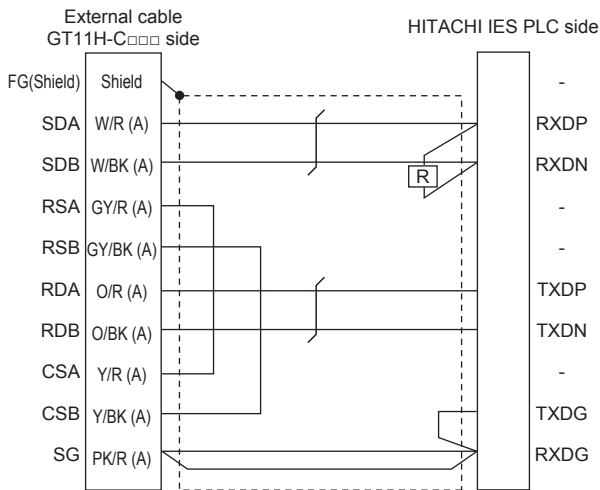 External cable
GT11H-C□□□ side
HITACHI IES PLC side
FG(Shield) Shield -
SDA W/R (A) RXDP
SDB W/BK (A) RXDN
R
RSA GY/R (A) -
RSB GY/BK (A) -
RDA O/R (A) TXDP
RDB O/BK (A) TXDN
CSA Y/R (A) -
CSB Y/BK (A) TXDG
SG PK/R (A) RXDG